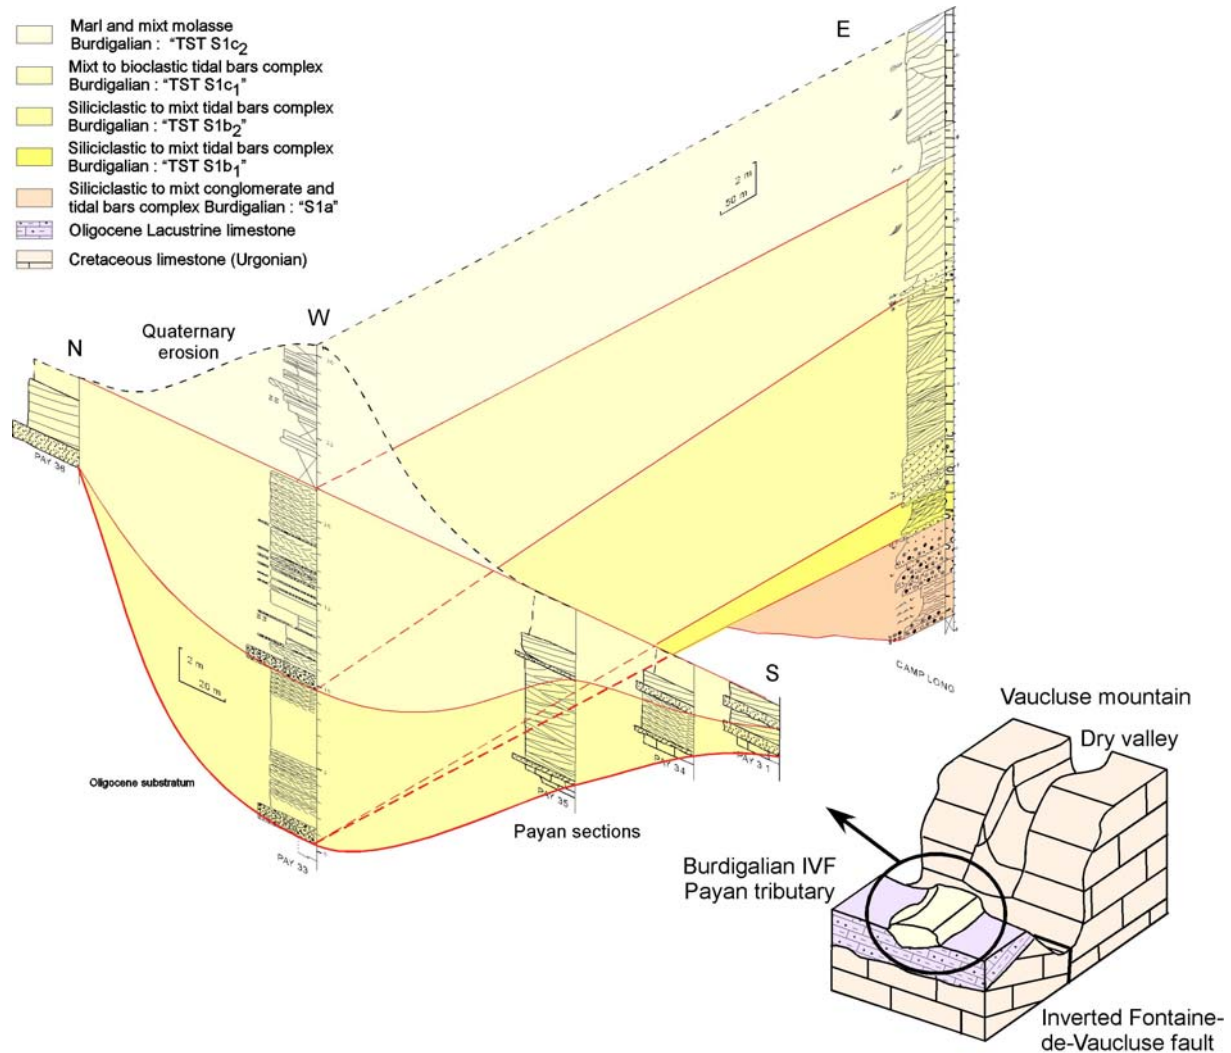 Marl and mixt molasse
Burdigalian : “TST S1c2
Mixt to bioclastic tidal bars complex
Burdigalian : “TST S1c1”
Siliciclastic to mixt tidal bars complex
Burdigalian : “TST S1b2”
Siliciclastic to mixt tidal bars complex
Burdigalian : “TST S1b1”
Siliciclastic to mixt conglomerate and
tidal bars complex Burdigalian : “S1a”
Oligocene Lacustrine limestone
Cretaceous limestone (Urgonian)
E
2 m
50 m
Quaternary
erosion
W
N
PAY 36
2 m
20 m
Oligocene substratum
PAY 33
S
PAY 35
PAY 34
PAY 3 1
Payan sections
CAMP LONG
Vaucluse mountain
Dry valley
Burdigalian IVF
Payan tributary
Inverted Fontaine-
de-Vaucluse fault